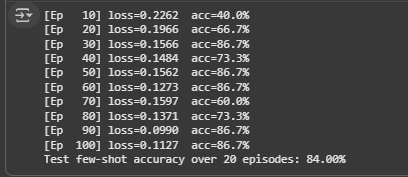 [Ep   10] loss=0.2262  acc=40.0%
[Ep   20] loss=0.1966  acc=66.7%
[Ep   30] loss=0.1566  acc=86.7%
[Ep   40] loss=0.1484  acc=73.3%
[Ep   50] loss=0.1562  acc=86.7%
[Ep   60] loss=0.1273  acc=86.7%
[Ep   70] loss=0.1597  acc=60.0%
[Ep   80] loss=0.1371  acc=73.3%
[Ep   90] loss=0.0990  acc=86.7%
[Ep  100] loss=0.1127  acc=86.7%
Test few-shot accuracy over 20 episodes: 84.00%